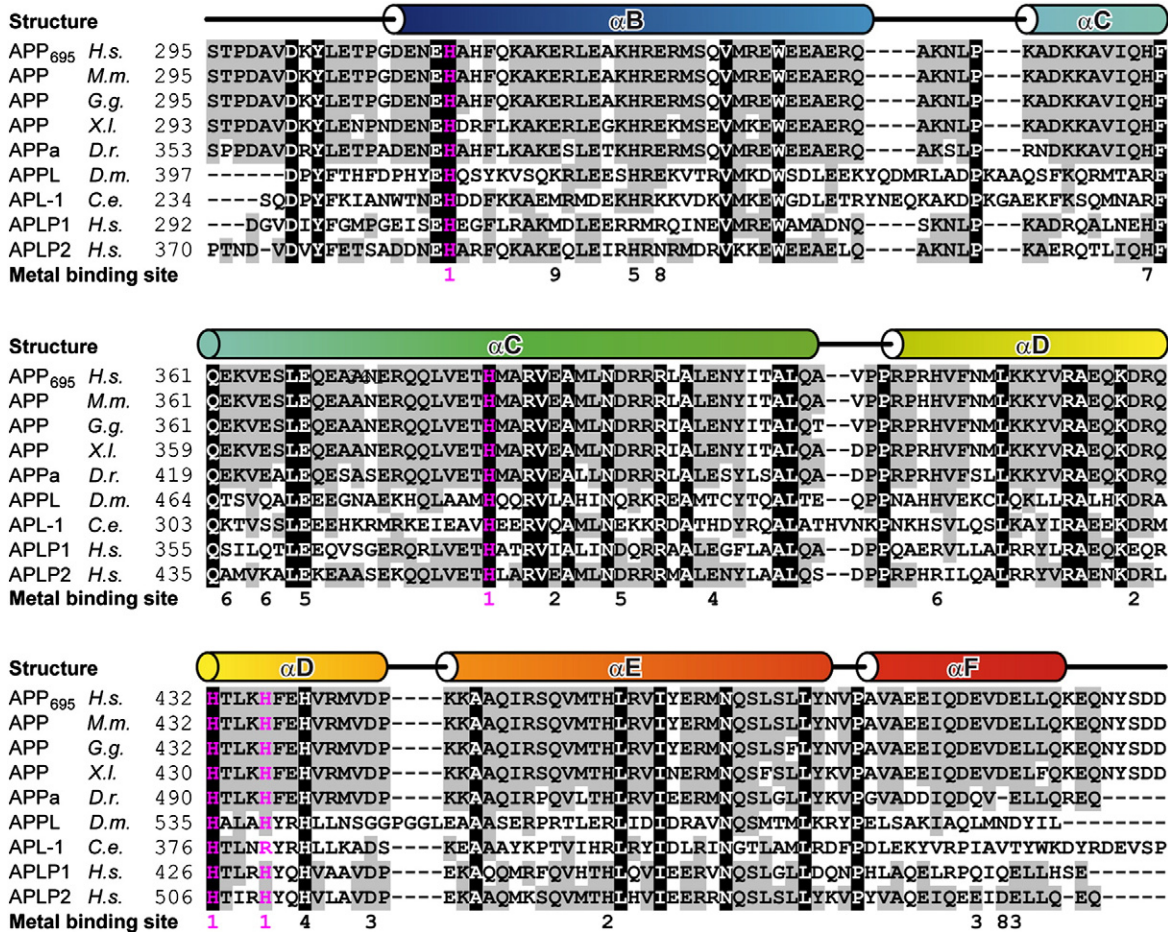 Structure αB αC
APP695 H.s. 295 STPDAVDKYLETPGDENEHAHFQKAKERLEAKHRERMSQVMREWEEAERQ----AKNLP---KADKKAVIQHF
APP M.m. 295 STPDAVDKYLETPGDENEHAHFQKAKERLEAKHRERMSQVMREWEEAERQ----AKNLP---KADKKAVIQHF
APP G.g. 295 STPDAVDKYLETPGDENEHAHFQKAKERLEAKHRERMSQVMREWEEAERQ----AKNLP---KADKKAVIQHF
APP X.l. 293 STPDAVDKYLENPNDENEHDRFLKAKERLEGKHREKMSEVMKEWEEAERQ----AKNLP---KADKKAVIQHF
APPa D.r. 353 SPPDAVDRYLETPADENEHAHFLKAKESLETKHRERMSQVMREWEEAERQ----AKSLP---RNDKKAVIQHF
APPL D.m. 397 ------DPYFTHFDPHYEHQSYKVSQKRLEESHREKVTRVMKDWSDLEEKYQDMRLADPKAAQSFKQRMTARF
APL-1 C.e. 234 ----SQDPYFKIANWTNEHDDFKKAEMRMDEKHRKKVDKVMKEWGDLETRYNEQKAKDPKGAEKFKSQMNARF
APLP1 H.s. 292 ---DGVDIYFGMPGEISEHEGFLRAKMDLEERRMRQINEVMREWAMADNQ----SKNLP---KADRQALNEHF
APLP2 H.s. 370 PTND-VDVYFETSADDNEHARFQKAKEQLEIRHRNRMDRVKKEWEEAELQ----AKNLP---KAERQTLIQHF
Metal binding site 1 9 5 8 7
Structure αC αD
APP695 H.s. 361 QEKVESLEQEAANERQQLVETHMARVEAMLNDRRRLALENYITALQA--VPPRPRHVFNMLKKYVRAEQKDRQ
APP M.m. 361 QEKVESLEQEAANERQQLVETHMARVEAMLNDRRRLALENYITALQA--VPPRPHHVFNMLKKYVRAEQKDRQ
APP G.g. 361 QEKVESLEQEAANERQQLVETHMARVEAMLNDRRRIALENYITALQT--VPPRPRHVFNMLKKYVRAEQKDRQ
APP X.l. 359 QEKVESLEQEAANERQQLVETHMARVEAMLNDRRRIALENYITALQA--VPPRPRHVFNMLKKYVRAEQKDRQ
APPa D.r. 419 QEKVEALEQESASERQQLVETHMARVEALLNDRRRLALESYLSALQA--DPPRPRHVFSLLKKYVRAEQKDRQ
APPL D.m. 464 QTSVQALEEEGNAEKHQLAAMHQQRVLAHINQRKREAMTCYTQALTE--QPPNAHHVEKCLQKLLRALHKDRA
APL-1 C.e. 303 QKTVSSLEEEHKRMRKEIEAVHEERVQAMLNEKKRDATHDYRQALATHVNKPNKHSVLQSLKAYIRAEEKDRM
APLP1 H.s. 355 QSILQTLEEQVSGERQRLVETHATRVIALINDQRRAALEGFLAALQA--DPPQAERVLLALRRYLRAEQKEQR
APLP2 H.s. 435 QAMVKALEKEAASEKQQLVETHLARVEAMLNDRRRMALENYLAALQS--DPPRPHRILQALRRYVRAENKDRL
Metal binding site 6 6 5 1 2 5 4 6 2
Structure αD αE αF
APP695 H.s. 432 HTLKHFEHVRMVDP----KKAAQIRSQVMTHLRVIYERMNQSLSLLYNVPAVAEEIQDEVDELLQKEQNYSDD
APP M.m. 432 HTLKHFEHVRMVDP----KKAAQIRSQVMTHLRVIYERMNQSLSLLYNVPAVAEEIQDEVDELLQKEQNYSDD
APP G.g. 432 HTLKHFEHVRMVDP----KKAAQIRSQVMTHLRVIYERMNQSLSFLYNVPAVAEEIQDEVDELLQKEQNYSDD
APP X.l. 430 HTLKHFEHVRMVDP----KKAAQIRSQVMTHLRVINERMNQSFSLLYKVPAVAEEIQDEVDELFQKEQNYSDD
APPa D.r. 490 HTLKHFEHVRMVDP----KKAAQIRPQVLTHLRVIEERMNQSLGLLYKVPGVADDIQDQV-ELLQREQ-----
APPL D.m. 535 HALAHYRHLLNSGGPGGLEAAASERPRTLERLIDIDRAVNQSMTMLKRYPELSAKIAQLMNDYIL--------
APL-1 C.e. 376 HTLNRYRHLLKADS----KEAAAYKPTVIHRLRYIDLRINGTLAMLRDFPDLEKYVRPIAVTYWKDYRDEVSP
APLP1 H.s. 426 HTLRHYQHVAAVDP----EKAQQMRFQVHTHLQVIEERVNQSLGLLDQNPHLAQELRPQIQELLHSE------
APLP2 H.s. 506 HTIRHYQHVLAVDP----EKAAQMKSQVMTHLHVIEERRNQSLSLLYKVPYVAQEIQEEIDELLQ-EQ-----
Metal binding site 1 1 4 3 2 3 83